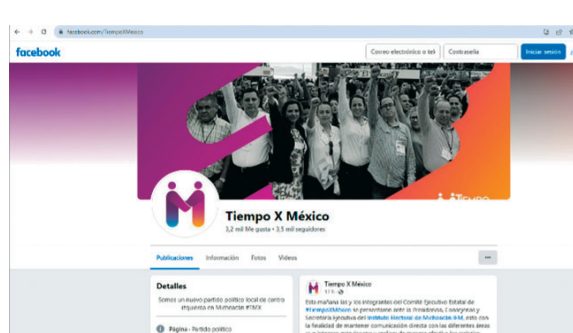 facebook.com/TiempoXMexico
facebook
Correo electrónico o telé
Contraseña
Iniciar sesión
TIEMPO
Tiempo X México
3,2 mil Me gusta • 3,5 mil seguidores
Publicaciones Información Fotos Videos
Detalles
Somos un nuevo partido político local de centro
izquierda en Michoacán #TMX
Página · Partido político
Tiempo X México
Esta mañana las y los integrantes del Comité Ejecutivo Estatal de
#TiempoXMéxico se presentaron ante la Presidencia, Consejeras y
Secretaría Ejecutiva del Instituto Electoral de Michoacán IEM, esto con
la finalidad de mantener comunicación directa con las diferentes áreas